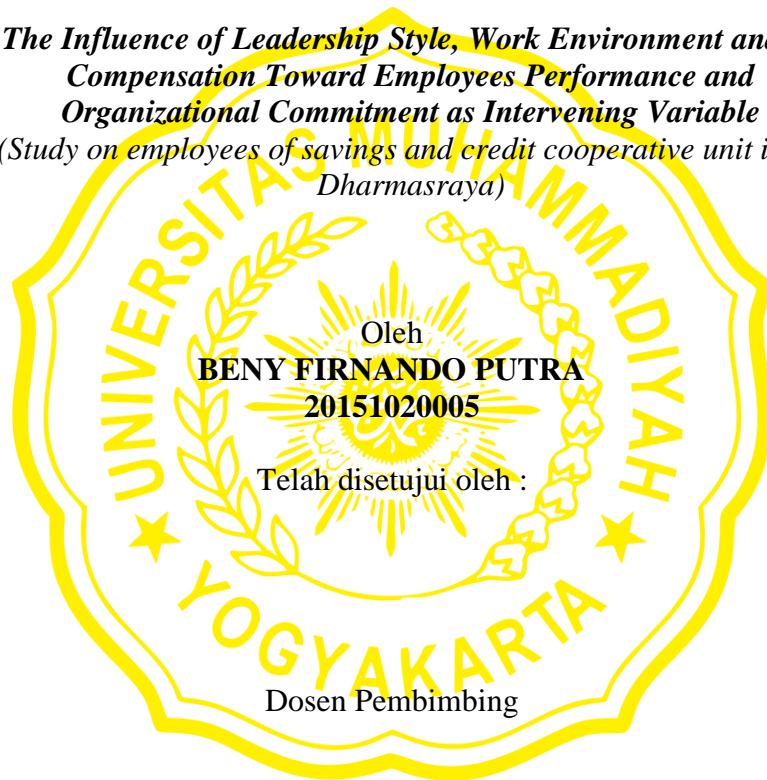 The Influence of Leadership Style, Work Environment an
Compensation Toward Employees Performance and
Organizational Commitment as Intervening Variable
(Study on employees of savings and credit cooperative unit i
Dharmasraya)
UNIVERSITAS MUHAMMADIYAH
Oleh
BENY FIRNANDO PUTRA
20151020005
Telah disetujui oleh :
YOGYAKARTA
Dosen Pembimbing